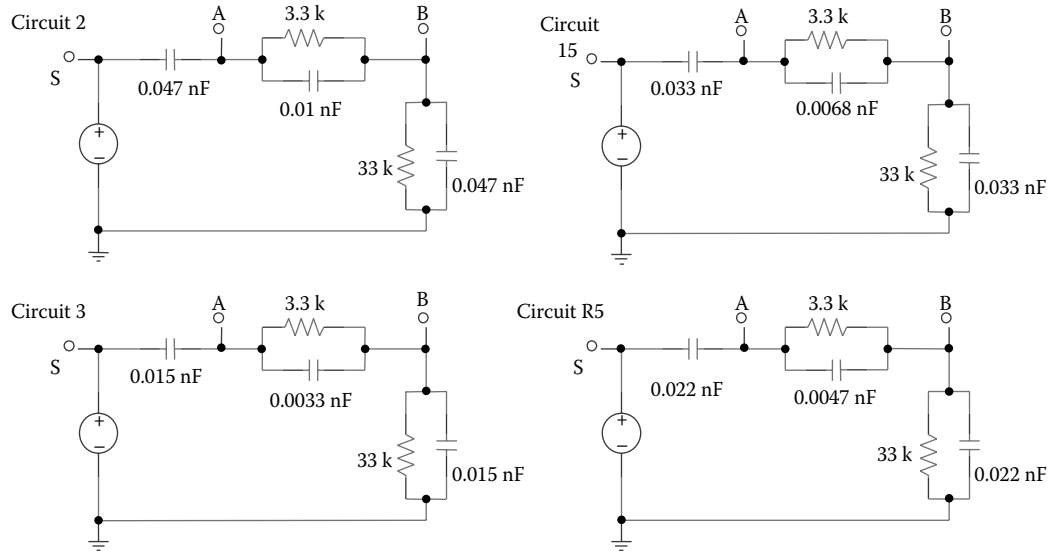 Circuit 2
S
A
3.3 k
B
0.047 nF
0.01 nF
+
−
33 k
0.047 nF
Circuit
15
S
A
3.3 k
B
0.033 nF
0.0068 nF
+
−
33 k
0.033 nF
Circuit 3
S
A
3.3 k
B
0.015 nF
0.0033 nF
+
−
33 k
0.015 nF
Circuit R5
S
A
3.3 k
B
0.022 nF
0.0047 nF
+
−
33 k
0.022 nF